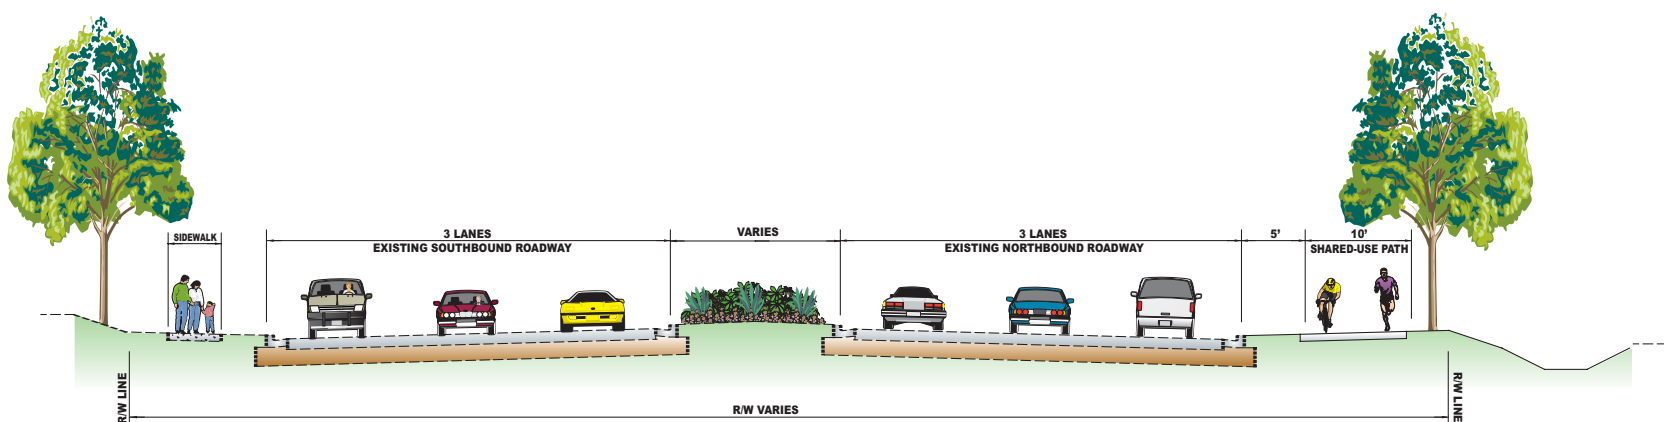 SIDEWALK
3 LANES
EXISTING SOUTHBOUND ROADWAY
VARIES
3 LANES
EXISTING NORTHBOUND ROADWAY
5'
10'
SHARED-USE PATH
R/W LINE
R/W VARIES
R/W LINE